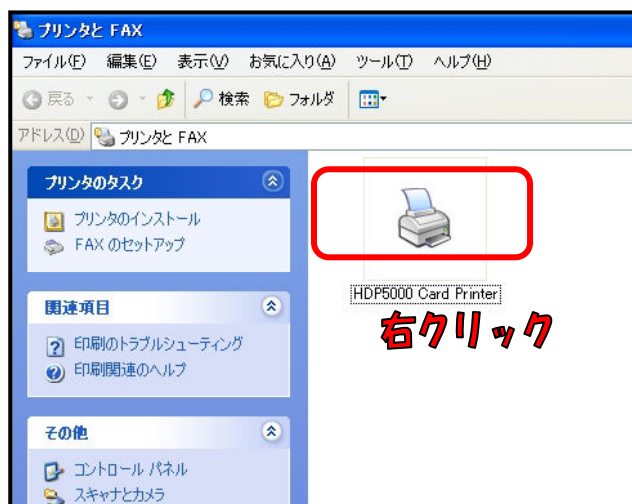 プリンタと FAX
ファイル(F) 編集(E) 表示(V) お気に入り(A) ツール(T) ヘルプ(H)
戻る 検索 フォルダ
アドレス(D) プリンタと FAX
プリンタのタスク
プリンタのインストール
FAX のセットアップ
HDP5000 Card Printer
右クリック
関連項目
印刷のトラブルシューティング
印刷関連のヘルプ
その他
コントロール パネル
スキャナとカメラ